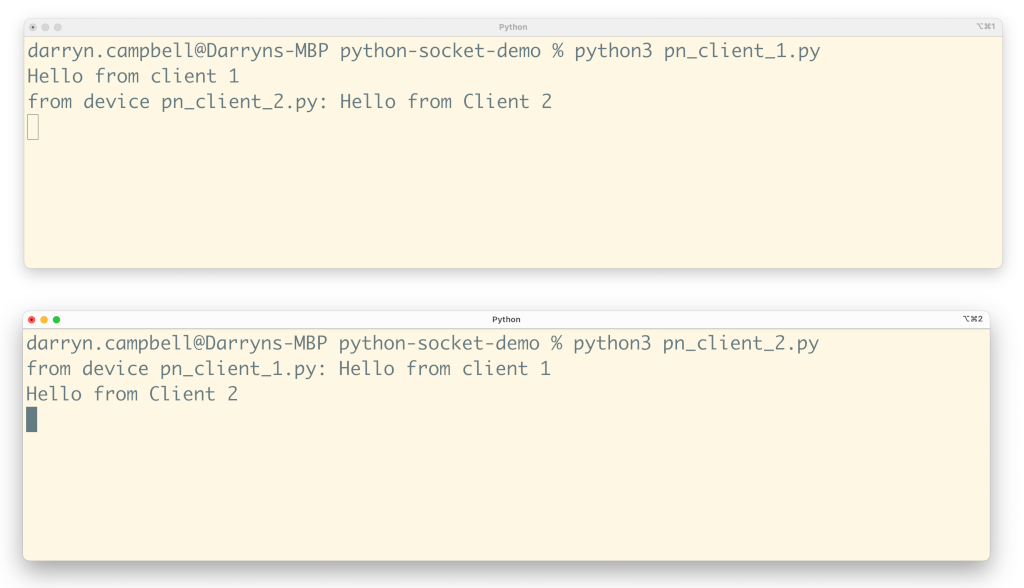 Python
⌥⌘1
darryn.campbell@Darryns-MBP python-socket-demo % python3 pn_client_1.py
Hello from client 1
from device pn_client_2.py: Hello from Client 2
Python
⌥⌘2
darryn.campbell@Darryns-MBP python-socket-demo % python3 pn_client_2.py
from device pn_client_1.py: Hello from client 1
Hello from Client 2